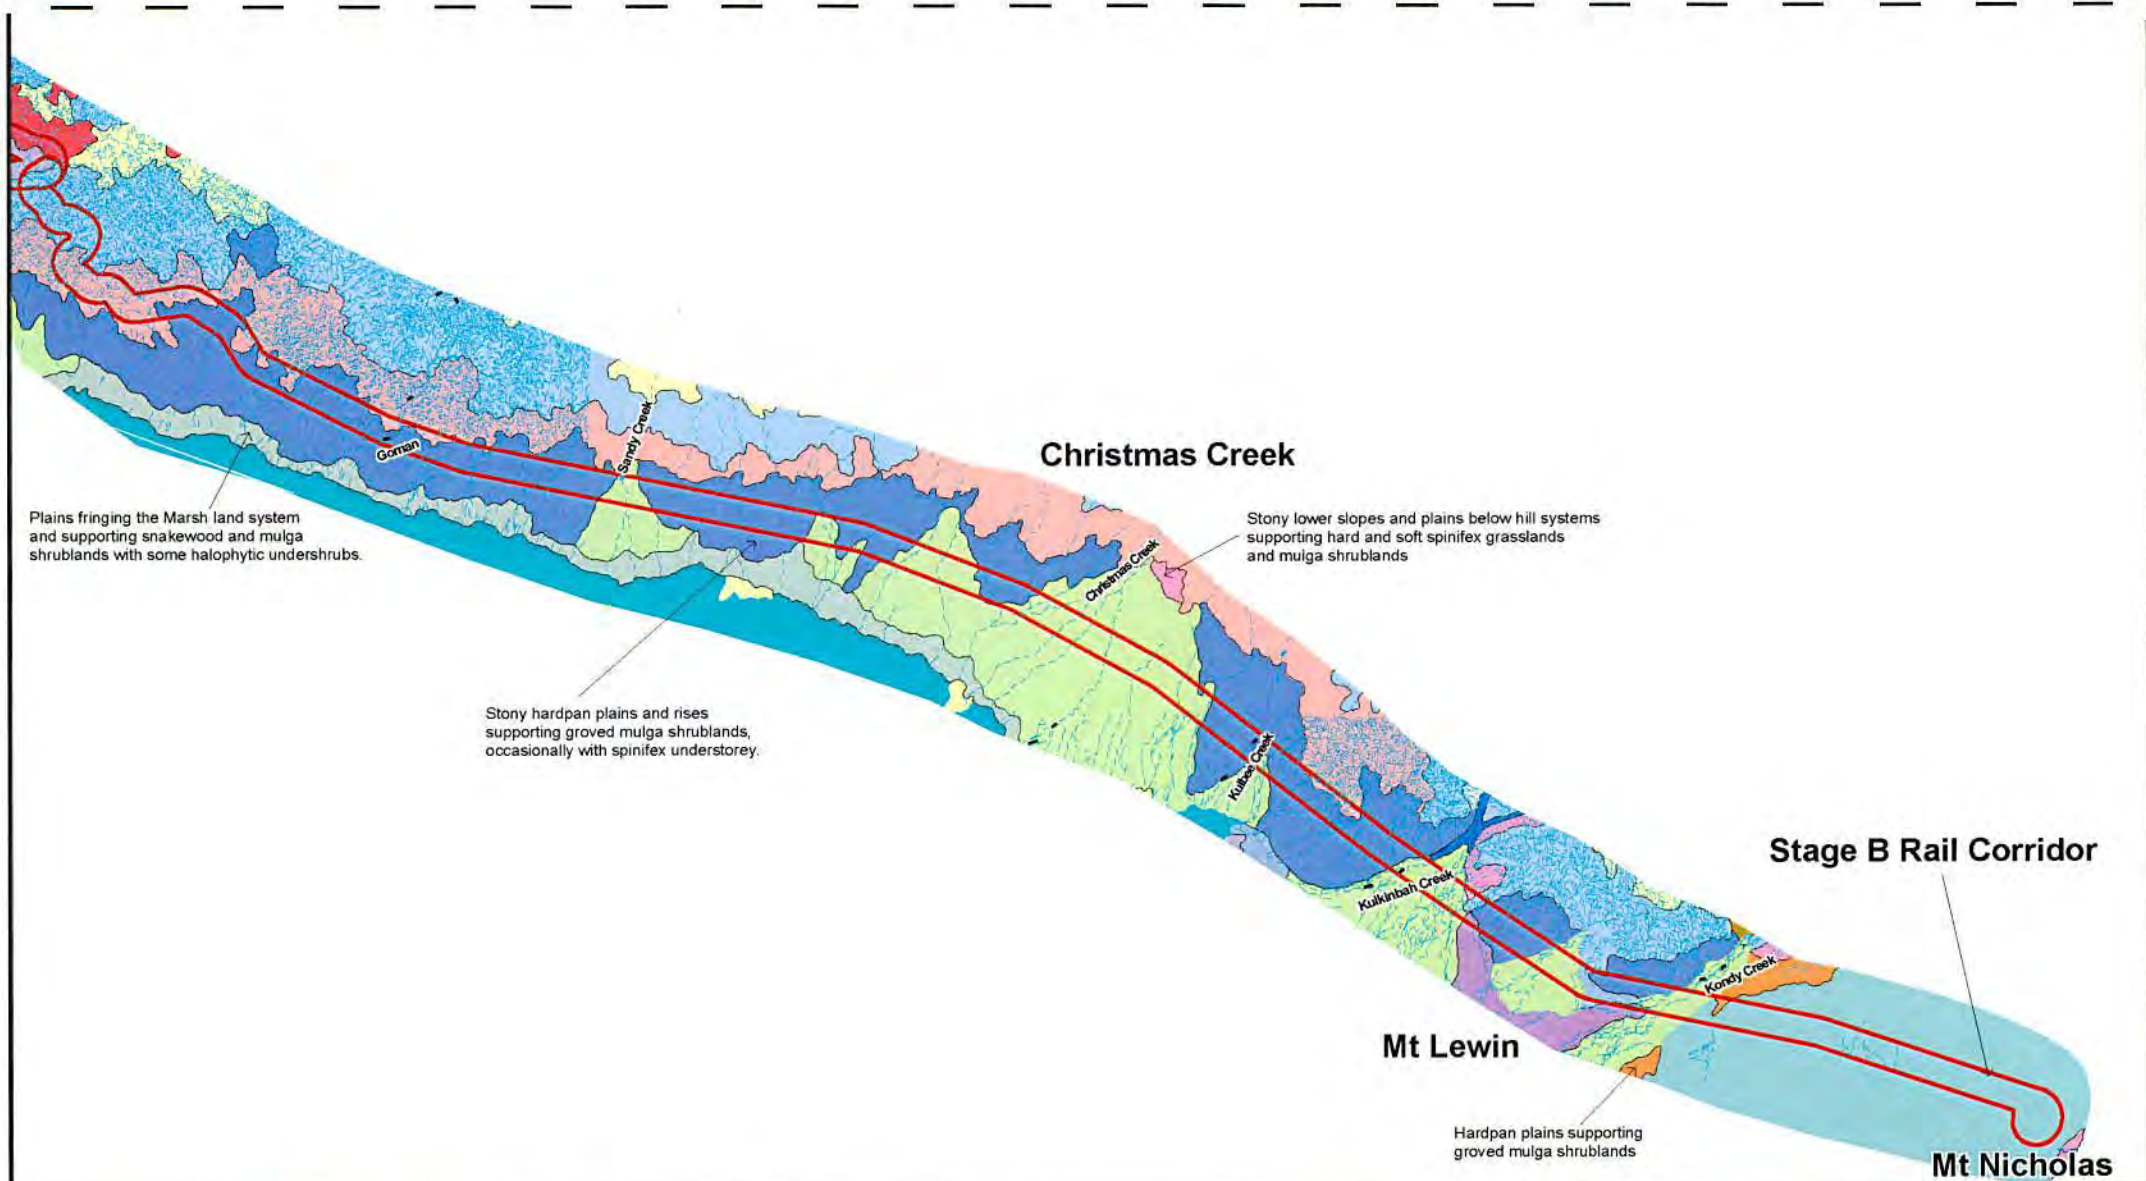 Goman
Sandy Creek
Christmas Creek
Plains fringing the Marsh land system
and supporting snakewood and mulga
shrublands with some halophytic undershrubs.
Stony lower slopes and plains below hill systems
supporting hard and soft spinifex grasslands
and mulga shrublands
Christmas Creek
Stony hardpan plains and rises
supporting groved mulga shrublands,
occasionally with spinifex understorey.
Kulbee Creek
Stage B Rail Corridor
Kulkinbah Creek
Kondy Creek
Mt Lewin
Hardpan plains supporting
groved mulga shrublands
Mt Nicholas